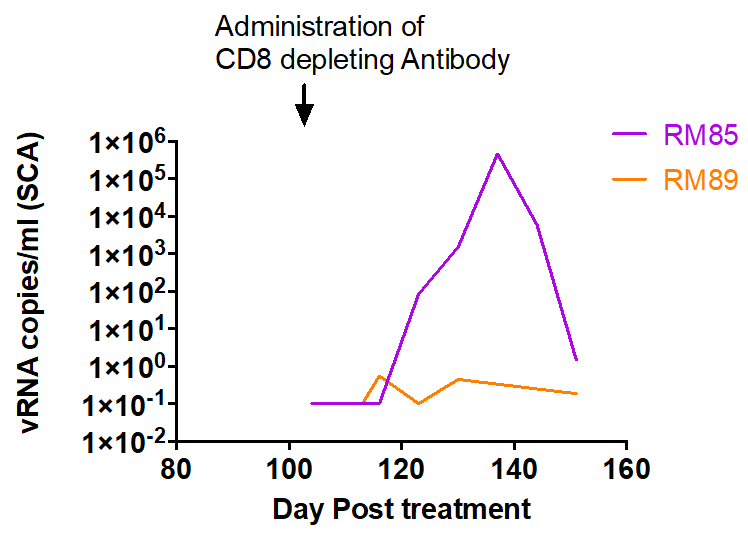 Administration of
CD8 depleting Antibody
vRNA copies/ml (SCA)
1×10⁶
1×10⁵
1×10⁴
1×10³
1×10²
1×10¹
1×10⁰
1×10⁻¹
1×10⁻²
80 100 120 140 160
Day Post treatment
RM85
RM89